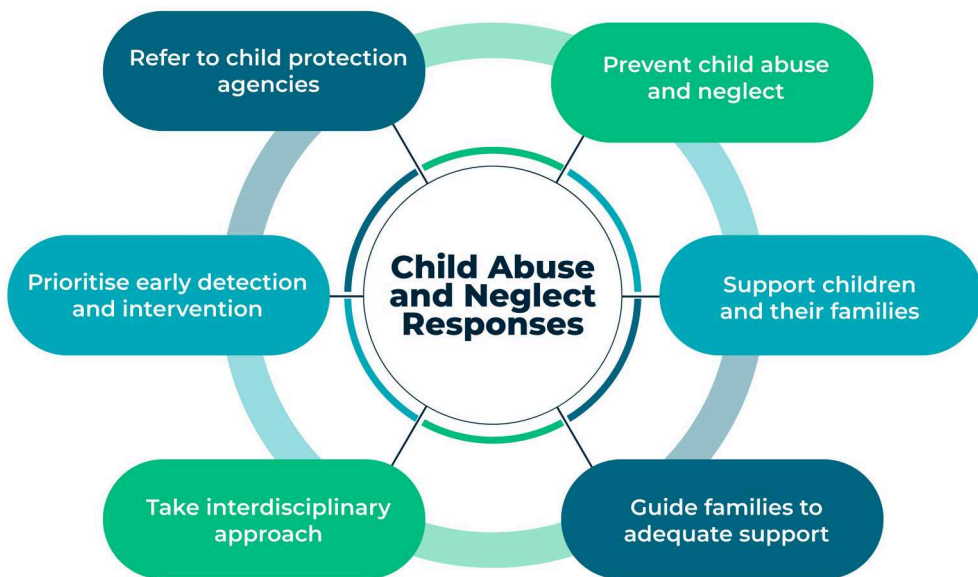 Refer to child protection
agencies
Prevent child abuse
and neglect
Prioritise early detection
and intervention
Child Abuse
and Neglect
Responses
Support children
and their families
Take interdisciplinary
approach
Guide families to
adequate support